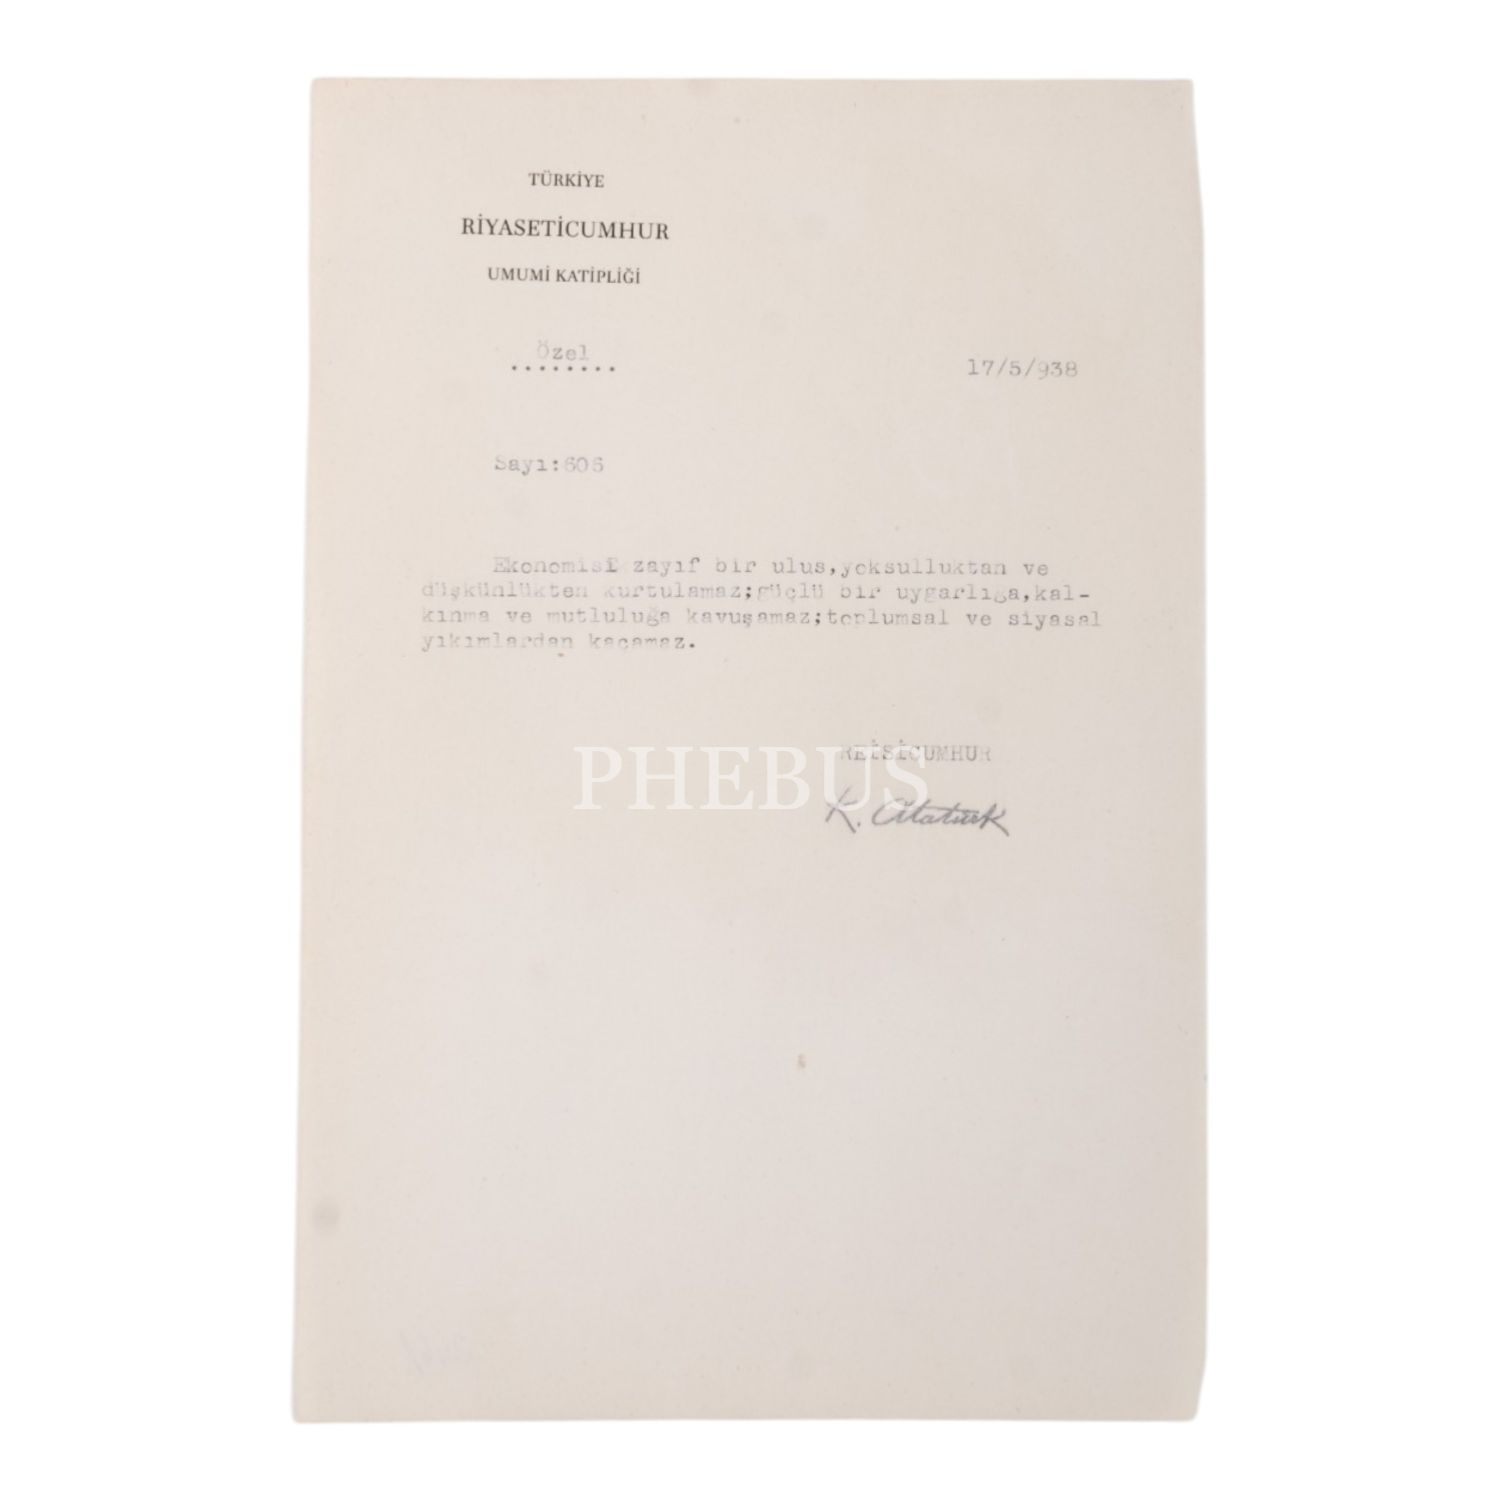 TÜRKİYE
RİYASETİCUMHUR
UMUMİ KATİPLİĞİ
Özel
........
17/5/938
Sayı:606
Ekonomisi zayıf bir ulus,yoksulluktan ve
düşkünlükten kurtulamaz;güçlü bir uygarlığa,kal-
kınma ve mutluluğa kavuşamaz;toplumsal ve siyasal
yıkımlardan kaçamaz.
REİSİCUMHUR
PHEBUS
K. Atatürk